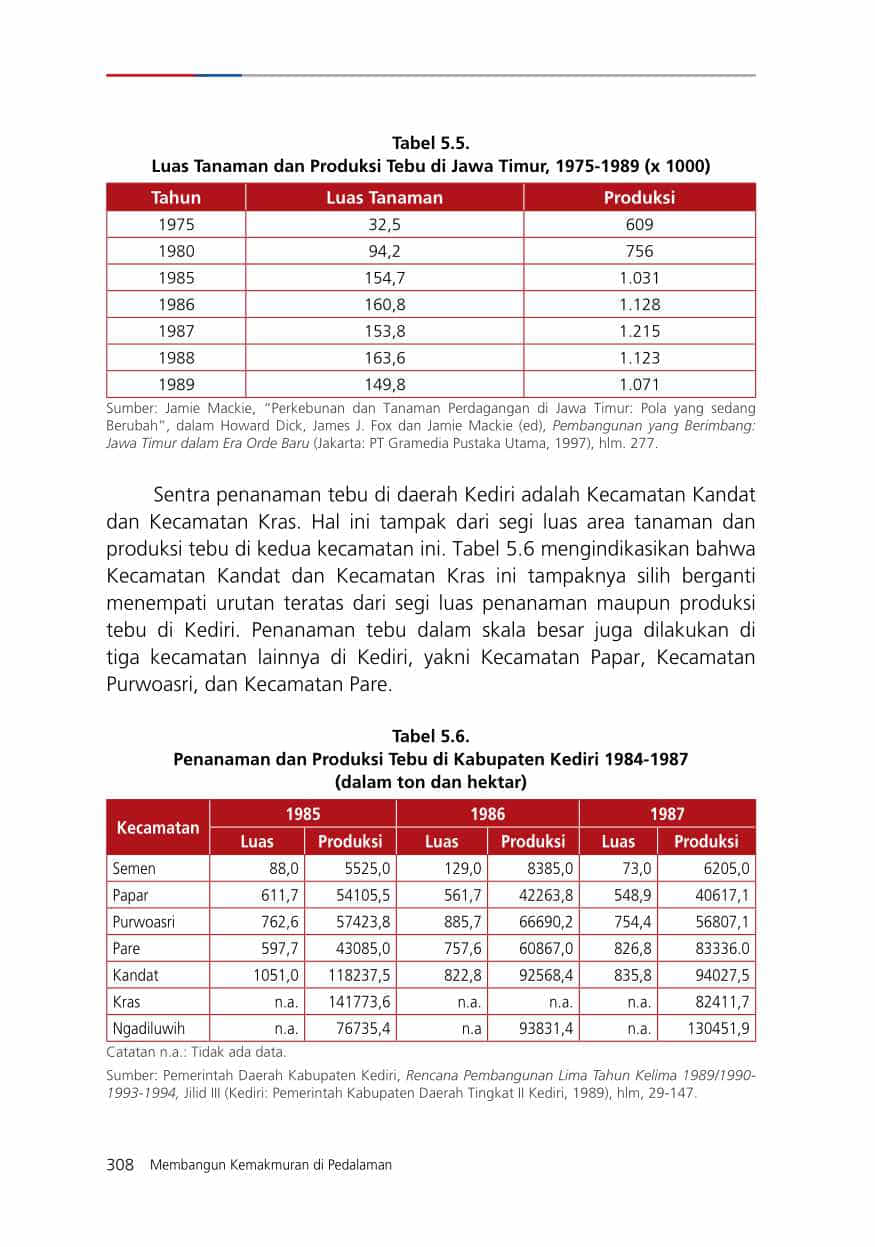 Tabel 5.5.
Luas Tanaman dan Produksi Tebu di Jawa Timur, 1975-1989 (x 1000)
Tahun Luas Tanaman Produksi
1975 32,5 609
1980 94,2 756
1985 154,7 1.031
1986 160,8 1.128
1987 153,8 1.215
1988 163,6 1.123
1989 149,8 1.071
Sumber: Jamie Mackie, “Perkebunan dan Tanaman Perdagangan di Jawa Timur: Pola yang sedang
Berubah”, dalam Howard Dick, James J. Fox dan Jamie Mackie (ed), Pembangunan yang Berimbang:
Jawa Timur dalam Era Orde Baru (Jakarta: PT Gramedia Pustaka Utama, 1997), hlm. 277.
Sentra penanaman tebu di daerah Kediri adalah Kecamatan Kandat
dan Kecamatan Kras. Hal ini tampak dari segi luas area tanaman dan
produksi tebu di kedua kecamatan ini. Tabel 5.6 mengindikasikan bahwa
Kecamatan Kandat dan Kecamatan Kras ini tampaknya silih berganti
menempati urutan teratas dari segi luas penanaman maupun produksi
tebu di Kediri. Penanaman tebu dalam skala besar juga dilakukan di
tiga kecamatan lainnya di Kediri, yakni Kecamatan Papar, Kecamatan
Purwoasri, dan Kecamatan Pare.
Tabel 5.6.
Penanaman dan Produksi Tebu di Kabupaten Kediri 1984-1987
(dalam ton dan hektar)
Kecamatan 1985 1986 1987
Luas Produksi Luas Produksi Luas Produksi
Semen 88,0 5525,0 129,0 8385,0 73,0 6205,0
Papar 611,7 54105,5 561,7 42263,8 548,9 40617,1
Purwoasri 762,6 57423,8 885,7 66690,2 754,4 56807,1
Pare 597,7 43085,0 757,6 60867,0 826,8 83336.0
Kandat 1051,0 118237,5 822,8 92568,4 835,8 94027,5
Kras n.a. 141773,6 n.a. n.a. n.a. 82411,7
Ngadiluwih n.a. 76735,4 n.a 93831,4 n.a. 130451,9
Catatan n.a.: Tidak ada data.
Sumber: Pemerintah Daerah Kabupaten Kediri, Rencana Pembangunan Lima Tahun Kelima 1989/1990-
1993-1994, Jilid III (Kediri: Pemerintah Kabupaten Daerah Tingkat II Kediri, 1989), hlm, 29-147.
308 Membangun Kemakmuran di Pedalaman